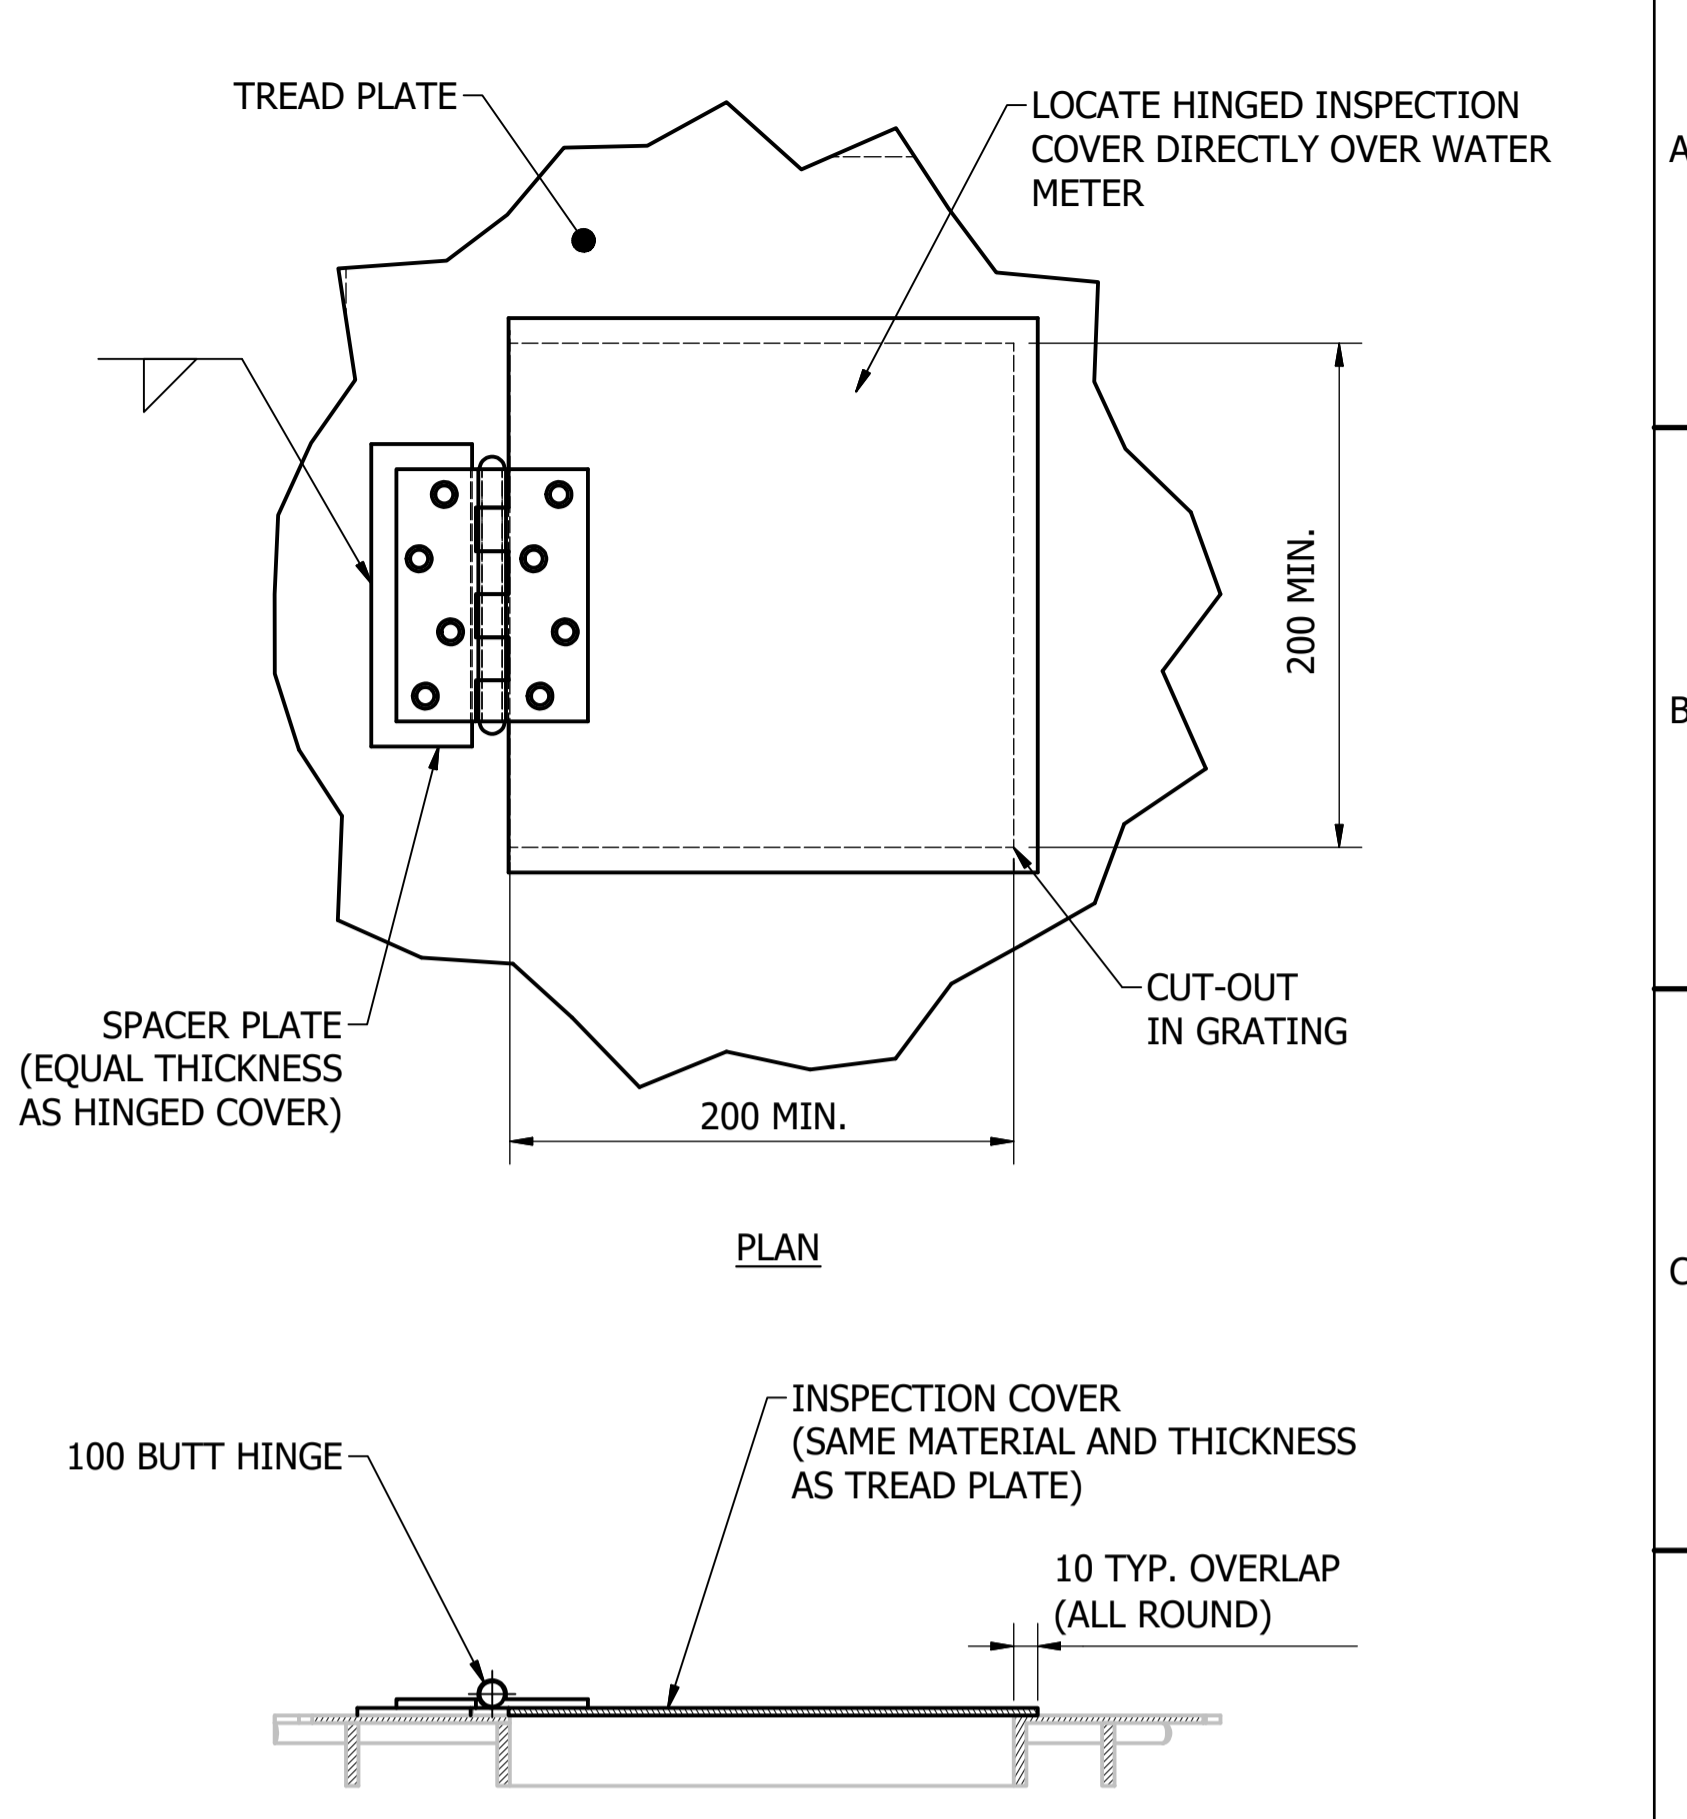 TREAD PLATE
LOCATE HINGED INSPECTION
COVER DIRECTLY OVER WATER
METER
A
200 MIN.
B
CUT-OUT
IN GRATING
SPACER PLATE
(EQUAL THICKNESS
AS HINGED COVER)
200 MIN.
PLAN
C
INSPECTION COVER
(SAME MATERIAL AND THICKNESS
AS TREAD PLATE)
100 BUTT HINGE
10 TYP. OVERLAP
(ALL ROUND)